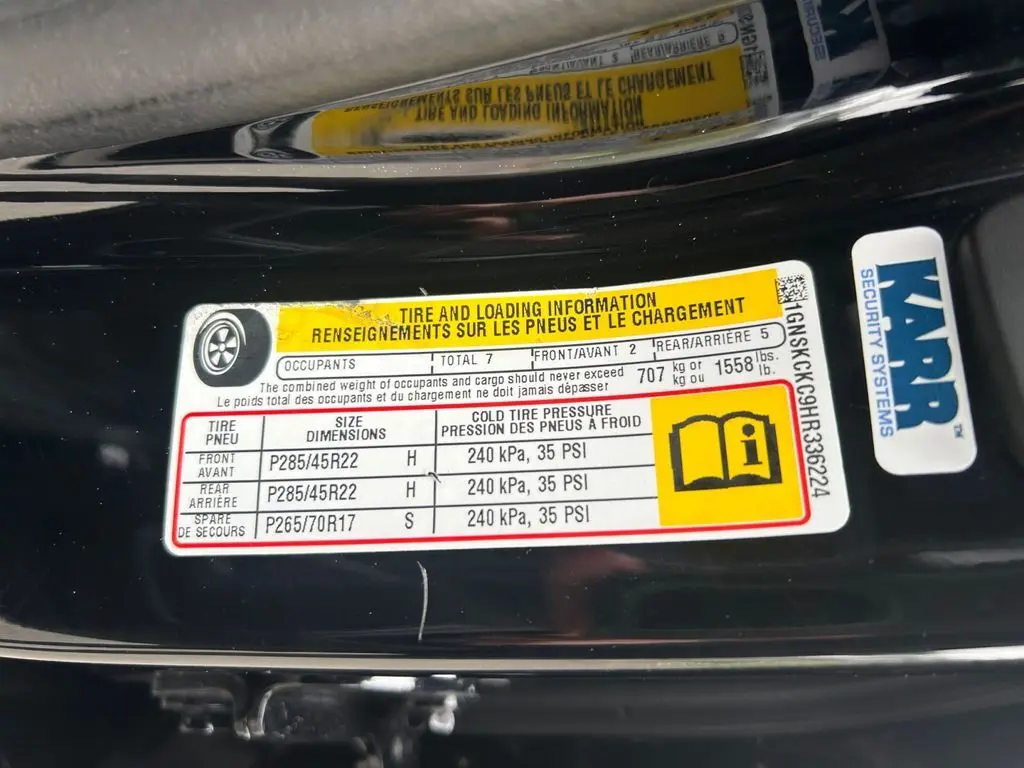 TIRE AND LOADING INFORMATION
RENSEIGNEMENTS SUR LES PNEUS ET LE CHARGEMENT
OCCUPANTS TOTAL 7 FRONT/AVANT 2 REAR/ARRIÈRE 5
The combined weight of occupants and cargo should never exceed 707 kg or 1558 lbs.
Le poids total des occupants et du chargement ne doit jamais dépasser kg ou lb.
TIRE SIZE COLD TIRE PRESSURE
PNEU DIMENSIONS PRESSION DES PNEUS A FROID
FRONT
AVANT P285/45R22 H 240 kPa, 35 PSI
REAR
ARRIÈRE P285/45R22 H 240 kPa, 35 PSI
SPARE
DE SECOURS P265/70R17 S 240 kPa, 35 PSI
i
1GNSKCKC9HR336224
KARR™
SECURITY SYSTEMS
RENSEIGNEMENTS SUR LES PNEUS ET LE CHARGEMENT
TIRE AND LOADING INFORMATION